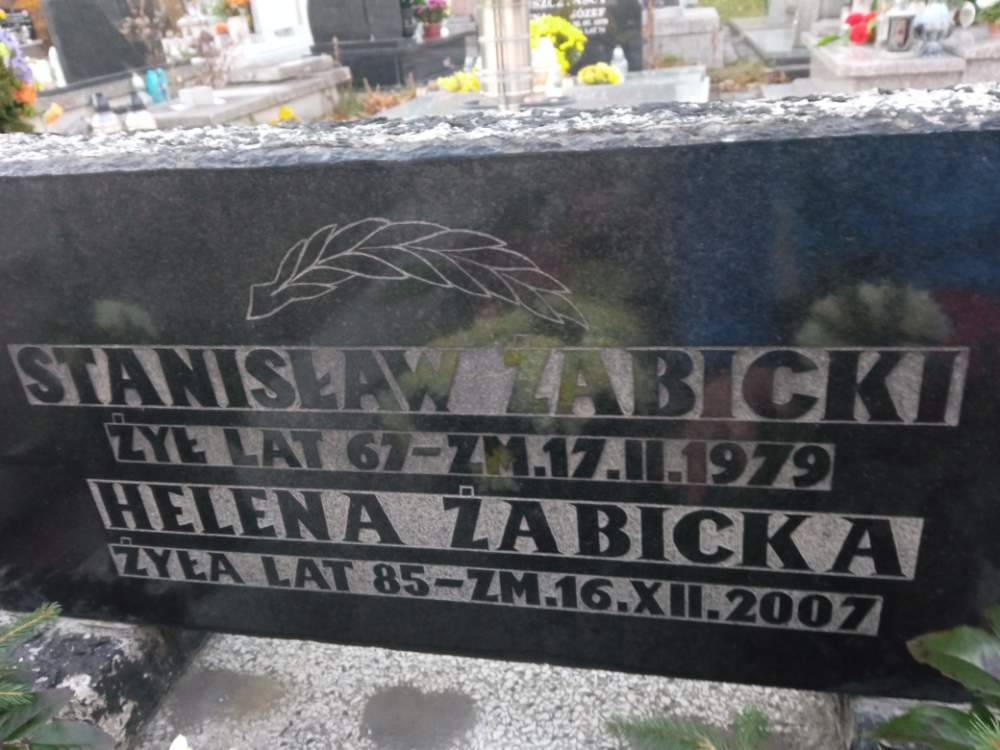 STANISŁAW ŻABICKI
ŻYŁ LAT 67-ZM.17.II.1979
HELENA ŻABICKA
ŻYŁA LAT 85-ZM.16.XII.2007